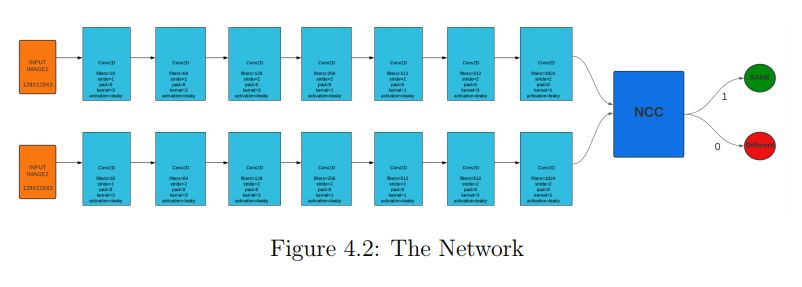 INPUT
IMAGE1
128X128X3
Conv2D
filters=32
stride=1
pad=0
kernel=3
activation=leaky
Conv2D
filters=64
stride=2
pad=0
kernel=3
activation=leaky
Conv2D
filters=128
stride=2
pad=0
kernel=3
activation=leaky
Conv2D
filters=256
stride=2
pad=0
kernel=1
activation=leaky
Conv2D
filters=512
stride=2
pad=0
kernel=1
activation=leaky
Conv2D
filters=512
stride=2
pad=0
kernel=3
activation=leaky
Conv2D
filters=1024
stride=2
pad=0
kernel=3
activation=leaky
INPUT
IMAGE2
128X128X3
Conv2D
filters=32
stride=1
pad=0
kernel=3
activation=leaky
Conv2D
filters=64
stride=2
pad=0
kernel=3
activation=leaky
Conv2D
filters=128
stride=2
pad=0
kernel=3
activation=leaky
Conv2D
filters=256
stride=2
pad=0
kernel=3
activation=leaky
Conv2D
filters=512
stride=2
pad=0
kernel=1
activation=leaky
Conv2D
filters=512
stride=2
pad=0
kernel=3
activation=leaky
Conv2D
filters=1024
stride=2
pad=0
kernel=3
activation=leaky
NCC
1
SAME
0
Different
Figure 4.2: The Network